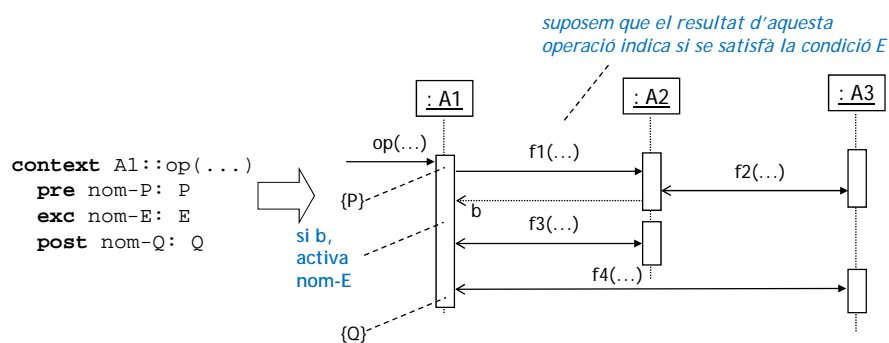 suposem que el resultat d'aquesta
operació indica si se satisfà la condició E
: A1
: A2
: A3
op(...)
f1(...)
context A1::op(...)
pre nom-P: P
exc nom-E: E
post nom-Q: Q
f2(...)
{P}
b
si b,
activa
nom-E
f3(...)
f4(...)
{Q}